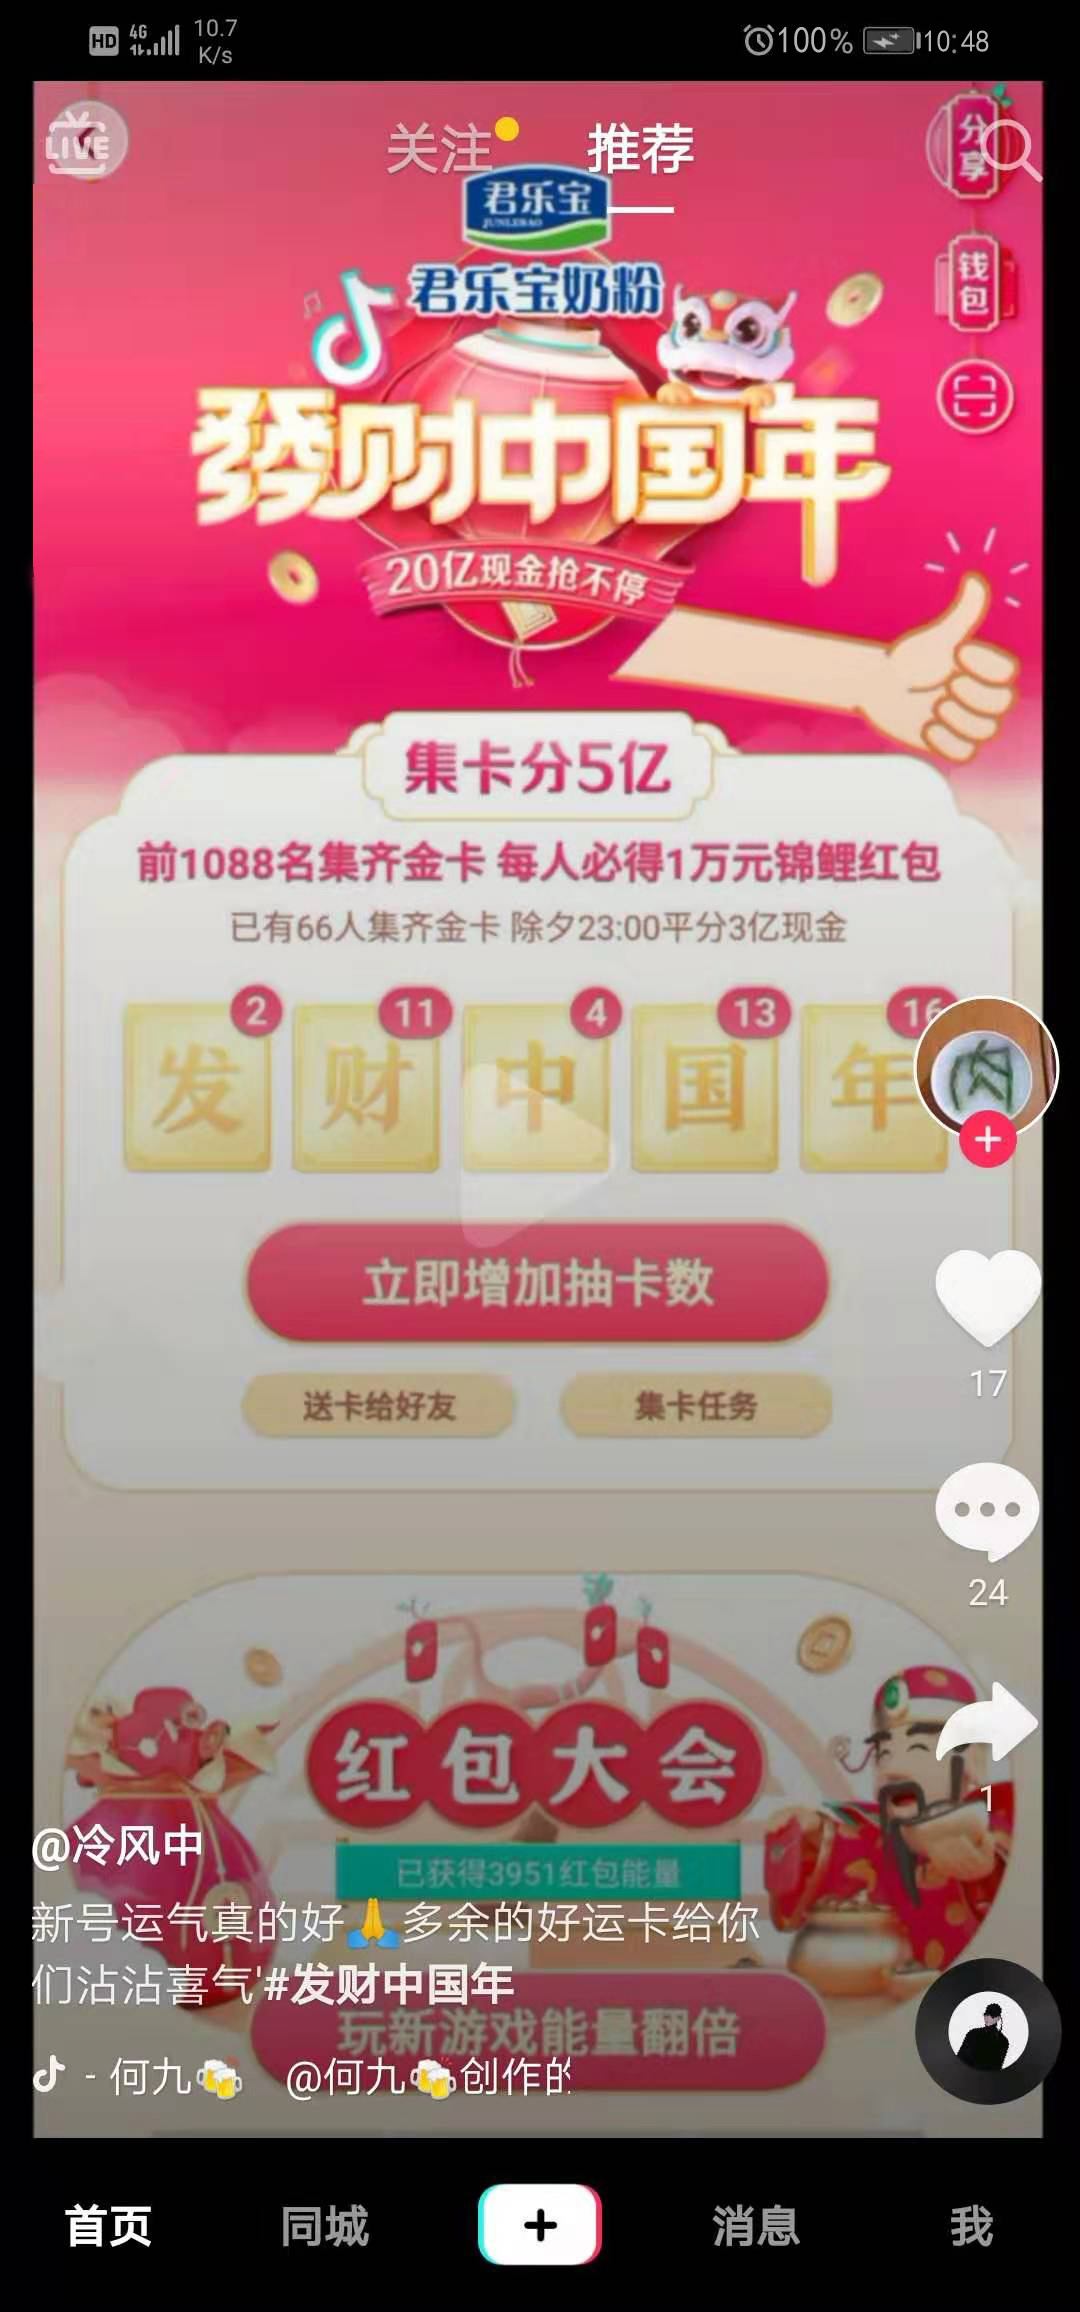 HD 4G 10.7 K/s 100% 10:48
LIVE 关注 推荐 分享
君乐宝
JUNLEBAO
君乐宝奶粉
钱包
發财中国年
20亿现金抢不停
集卡分5亿
前1088名集齐金卡 每人必得1万元锦鲤红包
已有66人集齐金卡 除夕23:00平分3亿现金
2 11 4 13 16
发 财 中 国 年
肉
立即增加抽卡数
17
送卡给好友 集卡任务
24
红包大会
1
@冷风中
已获得3951红包能量
新号运气真的好🙏多余的好运卡给你
们沾沾喜气'#发财中国年
玩新游戏能量翻倍
- 何九🍻 @何九🍻创作的
首页 同城 消息 我